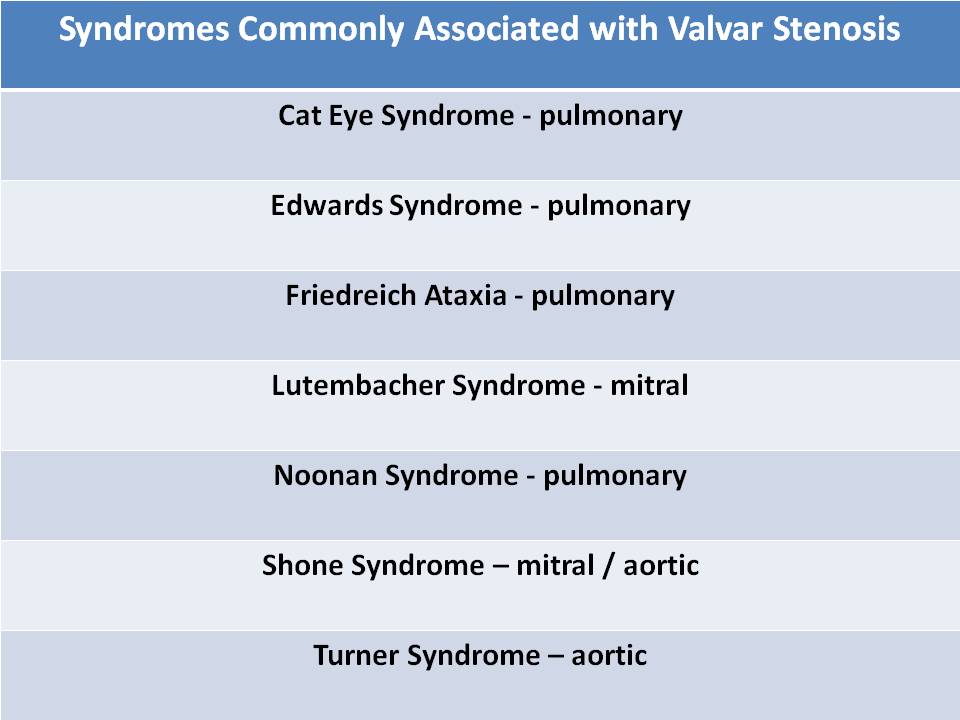 Syndromes Commonly Associated with Valvar Stenosis
Cat Eye Syndrome - pulmonary
Edwards Syndrome - pulmonary
Friedreich Ataxia - pulmonary
Lutembacher Syndrome - mitral
Noonan Syndrome - pulmonary
Shone Syndrome – mitral / aortic
Turner Syndrome – aortic